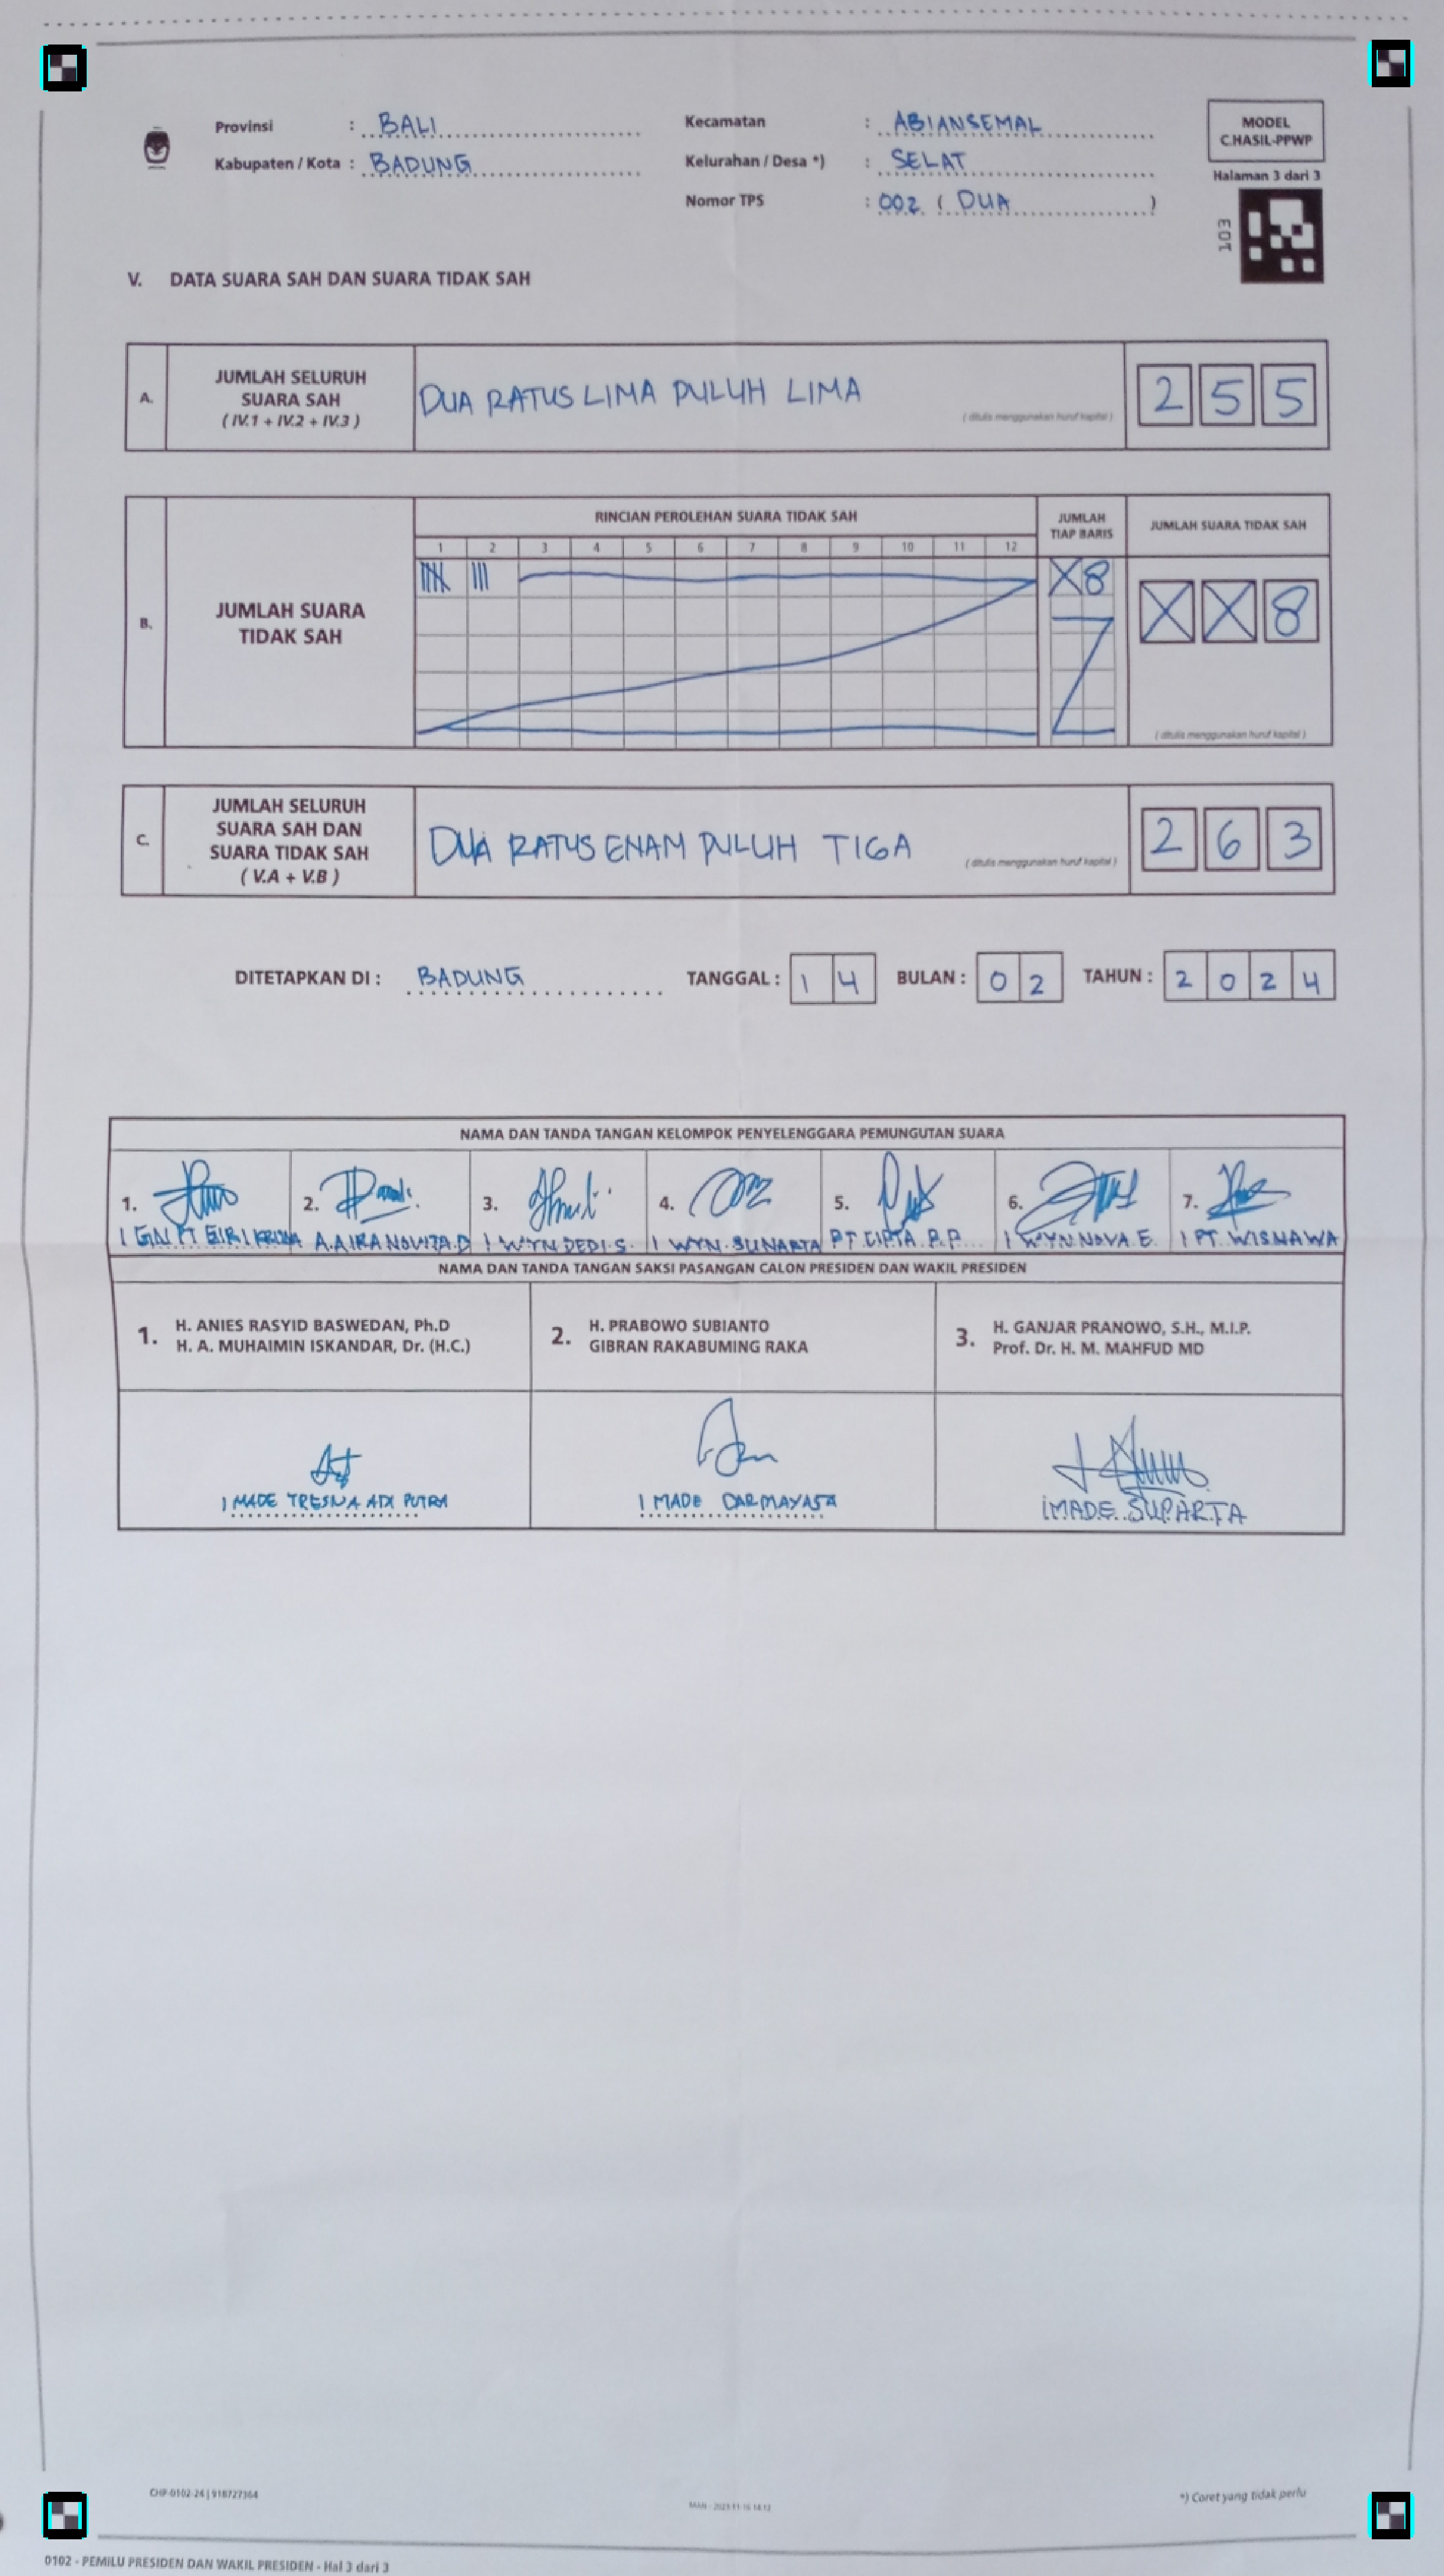 Provinsi : BALI
Kabupaten / Kota : BADUNG
Kecamatan : ABIANSEMAL
Kelurahan / Desa *) : SELAT
Nomor TPS : 002 ( DUA )
MODEL
C.HASIL-PPWP
Halaman 3 dari 3
103
V. DATA SUARA SAH DAN SUARA TIDAK SAH
A. JUMLAH SELURUH
SUARA SAH
( IV.1 + IV.2 + IV.3 )
DUA RATUS LIMA PULUH LIMA
( ditulis menggunakan huruf kapital )
2 5 5
RINCIAN PEROLEHAN SUARA TIDAK SAH
JUMLAH
TIAP BARIS
JUMLAH SUARA TIDAK SAH
1 2 3 4 5 6 7 8 9 10 11 12
B. JUMLAH SUARA
TIDAK SAH
X8
X X 8
( ditulis menggunakan huruf kapital )
C. JUMLAH SELURUH
SUARA SAH DAN
SUARA TIDAK SAH
( V.A + V.B )
DUA RATUS ENAM PULUH TIGA
( ditulis menggunakan huruf kapital )
2 6 3
DITETAPKAN DI : BADUNG TANGGAL : 1 4 BULAN : 0 2 TAHUN : 2 0 2 4
NAMA DAN TANDA TANGAN KELOMPOK PENYELENGGARA PEMUNGUTAN SUARA
1. 2. 3. 4. 5. 6. 7.
A.A IRA NOVITA.D I WYN DEDI.S. I WYN. SUNARTA PT CIPTA P.P I WYN NOVA E. I PT. WISNAWA
NAMA DAN TANDA TANGAN SAKSI PASANGAN CALON PRESIDEN DAN WAKIL PRESIDEN
1. H. ANIES RASYID BASWEDAN, Ph.D
H. A. MUHAIMIN ISKANDAR, Dr. (H.C.)
2. H. PRABOWO SUBIANTO
GIBRAN RAKABUMING RAKA
3. H. GANJAR PRANOWO, S.H., M.I.P.
Prof. Dr. H. M. MAHFUD MD
I MADE TRESNA ADI PUTRA
I MADE DARMAYASA
I MADE SUPARTA
CHF-0102-24 | 918727364
*) Coret yang tidak perlu
0102 - PEMILU PRESIDEN DAN WAKIL PRESIDEN - Hal 3 dari 3